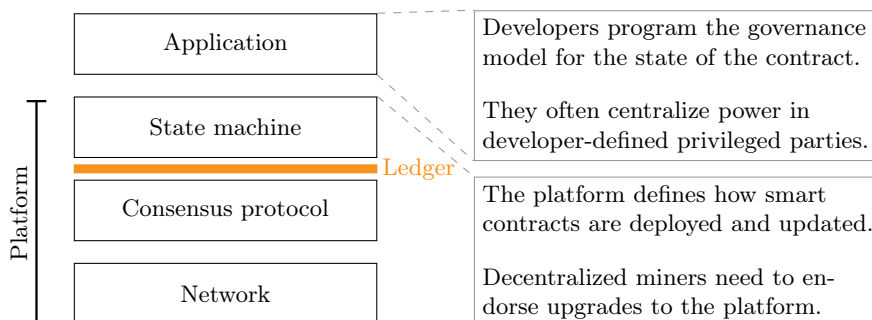 Application
State machine
Ledger
Consensus protocol
Network
Platform
Developers program the governance
model for the state of the contract.
They often centralize power in
developer-defined privileged parties.
The platform defines how smart
contracts are deployed and updated.
Decentralized miners need to en-
dorse upgrades to the platform.